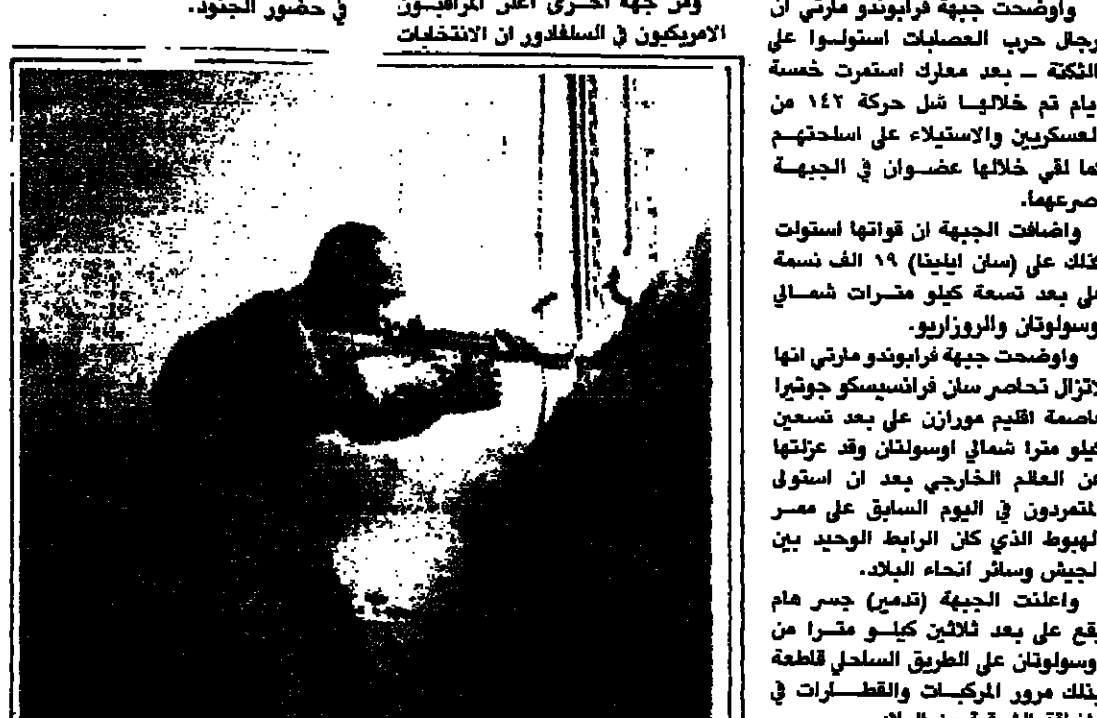 واوضحت جبهة فرابوندو مارتي ان
رجال حرب العصابات استولوا على
الثكنة — بعد معارك استمرت خمسة
ايام تم خلالها شل حركة ١٤٢ من
العسكريين والاستيلاء على اسلحتهم
كما لقي خلالها عضوان في الجبهة
مصرعهما.
واضافت الجبهة ان قواتها استولت
كذلك على (سان ايلينا) ١٩ الف نسمة
على بعد تسعة كيلو مترات شمالي
اوسولوتان والروزاريو.
واوضحت جبهة فرابوندو مارتي انها
لاتزال تحاصر سان فرانسيسكو جوتيرا
عاصمة اقليم مورازن على بعد تسعين
كيلو مترا شمالي اوسولتان وقد عزلتها
عن العالم الخارجي بعد ان استولى
المتمردون في اليوم السابق على ممر
الهبوط الذي كان الرابط الوحيد بين
الجيش وسائر انحاء البلاد.
واعلنت الجبهة (تدمير) جسر هام
يقع على بعد ثلاثين كيلو مترا من
اوسولوتان على الطريق الساحلي قاطعة
بذلك مرور المركبات والقطارات في
ومن جهة اخرى اعلن المراقبون
الامريكيون في السلفادور ان الانتخابات
في حضور الجنود.